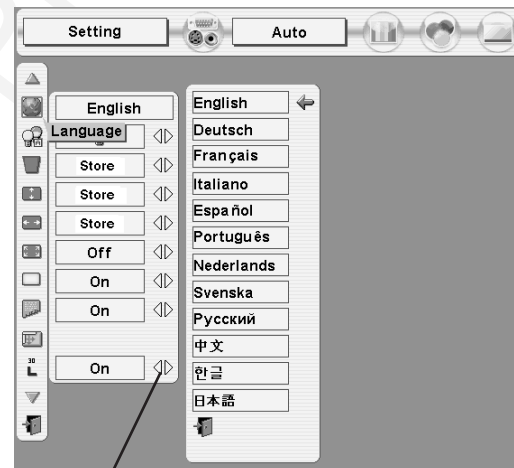 Setting
Auto
English
Language
Store
Store
Store
Off
On
On
On
30
English
Deutsch
Français
Italiano
Español
Português
Nederlands
Svenska
Русский
中文
한글
日本語